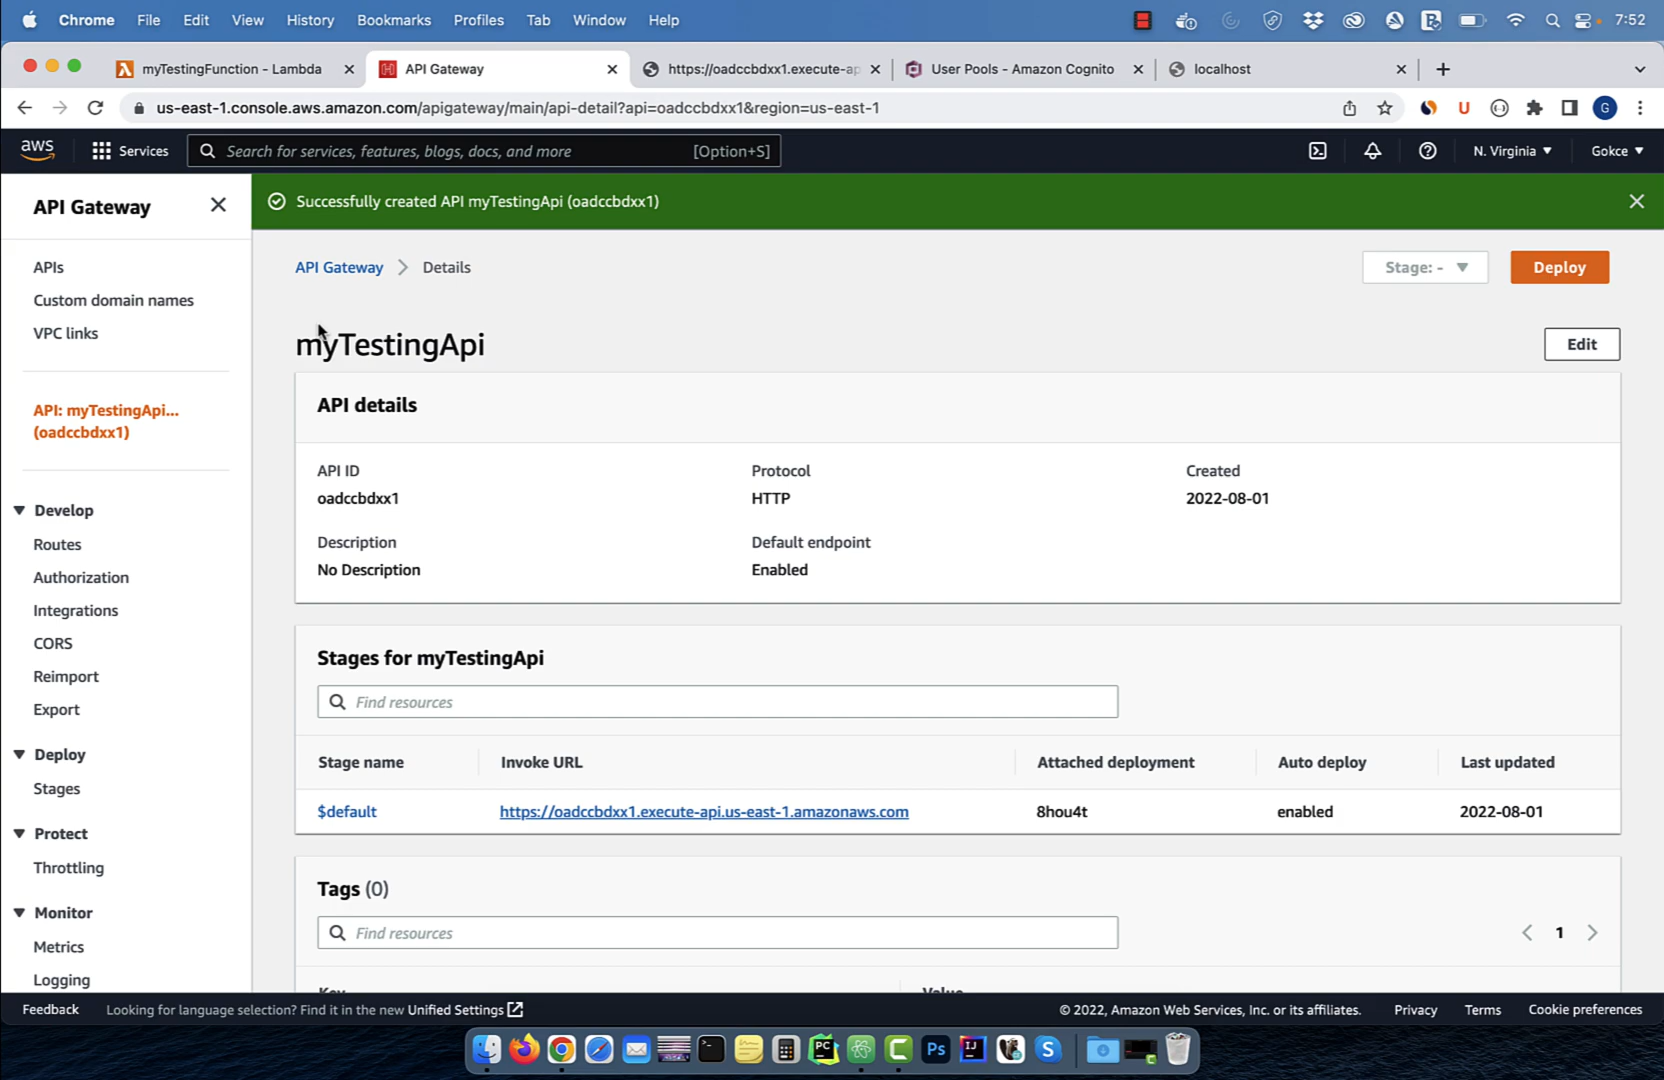 Chrome File Edit View History Bookmarks Profiles Tab Window Help 7:52
myTestingFunction - Lambda API Gateway https://oadccbdxx1.execute-ap User Pools - Amazon Cognito localhost
us-east-1.console.aws.amazon.com/apigateway/main/api-detail?api=oadccbdxx1&region=us-east-1 U G
aws Services Search for services, features, blogs, docs, and more [Option+S] N. Virginia Gokce
API Gateway
Successfully created API myTestingApi (oadccbdxx1)
APIs
Custom domain names
VPC links
API: myTestingApi...
(oadccbdxx1)
Develop
Routes
Authorization
Integrations
CORS
Reimport
Export
Deploy
Stages
Protect
Throttling
Monitor
Metrics
Logging
API Gateway Details Stage: - Deploy
myTestingApi Edit
API details
API ID Protocol Created
oadccbdxx1 HTTP 2022-08-01
Description Default endpoint
No Description Enabled
Stages for myTestingApi
Find resources
Stage name Invoke URL Attached deployment Auto deploy Last updated
$default https://oadccbdxx1.execute-api.us-east-1.amazonaws.com 8hou4t enabled 2022-08-01
Tags (0)
Find resources 1
Key Value
Feedback Looking for language selection? Find it in the new Unified Settings © 2022, Amazon Web Services, Inc. or its affiliates. Privacy Terms Cookie preferences
PC C Ps IJ S